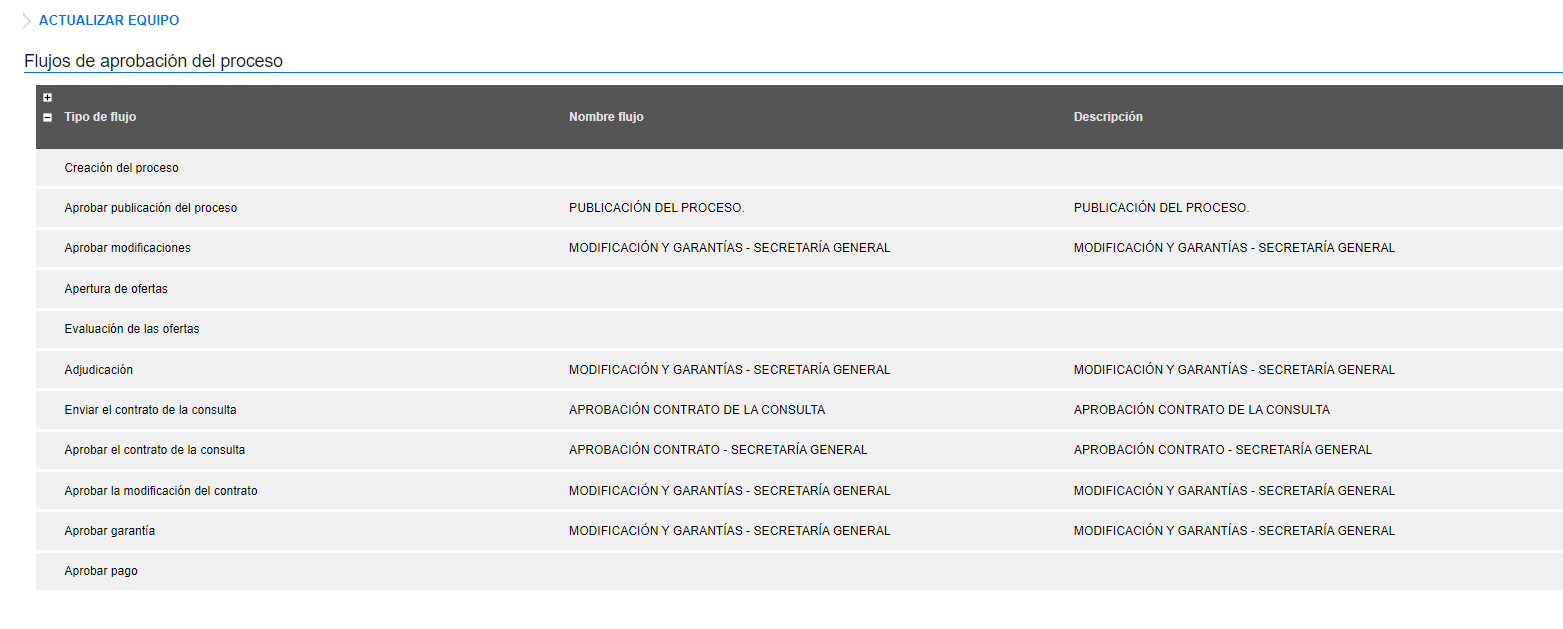 ACTUALIZAR EQUIPO
Flujos de aprobación del proceso
Tipo de flujo Nombre flujo Descripción
Creación del proceso
Aprobar publicación del proceso PUBLICACIÓN DEL PROCESO. PUBLICACIÓN DEL PROCESO.
Aprobar modificaciones MODIFICACIÓN Y GARANTÍAS - SECRETARÍA GENERAL MODIFICACIÓN Y GARANTÍAS - SECRETARÍA GENERAL
Apertura de ofertas
Evaluación de las ofertas
Adjudicación MODIFICACIÓN Y GARANTÍAS - SECRETARÍA GENERAL MODIFICACIÓN Y GARANTÍAS - SECRETARÍA GENERAL
Enviar el contrato de la consulta APROBACIÓN CONTRATO DE LA CONSULTA APROBACIÓN CONTRATO DE LA CONSULTA
Aprobar el contrato de la consulta APROBACIÓN CONTRATO - SECRETARÍA GENERAL APROBACIÓN CONTRATO - SECRETARÍA GENERAL
Aprobar la modificación del contrato MODIFICACIÓN Y GARANTÍAS - SECRETARÍA GENERAL MODIFICACIÓN Y GARANTÍAS - SECRETARÍA GENERAL
Aprobar garantía MODIFICACIÓN Y GARANTÍAS - SECRETARÍA GENERAL MODIFICACIÓN Y GARANTÍAS - SECRETARÍA GENERAL
Aprobar pago